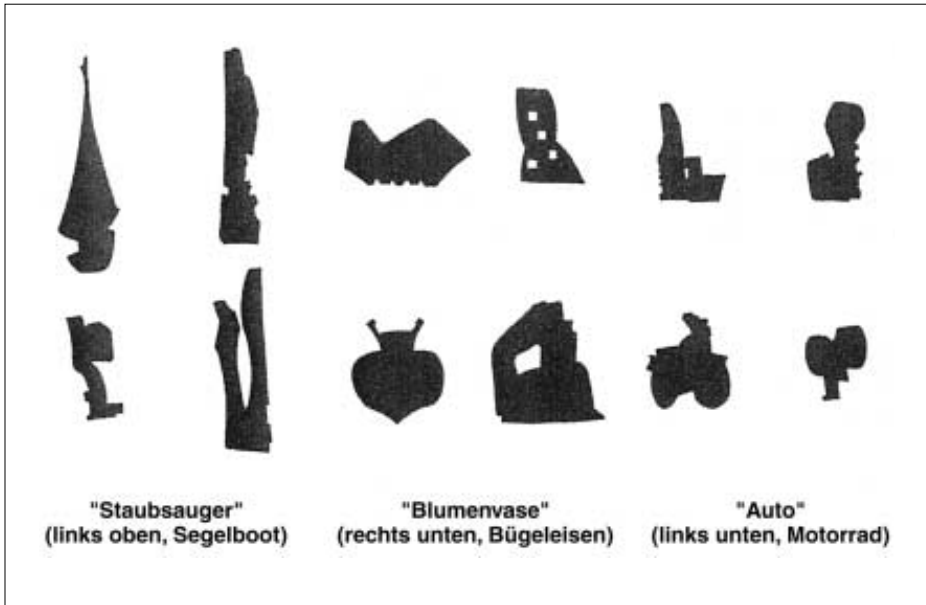 "Staubsauger"
(links oben, Segelboot)
"Blumenvase"
(rechts unten, Bügeleisen)
"Auto"
(links unten, Motorrad)